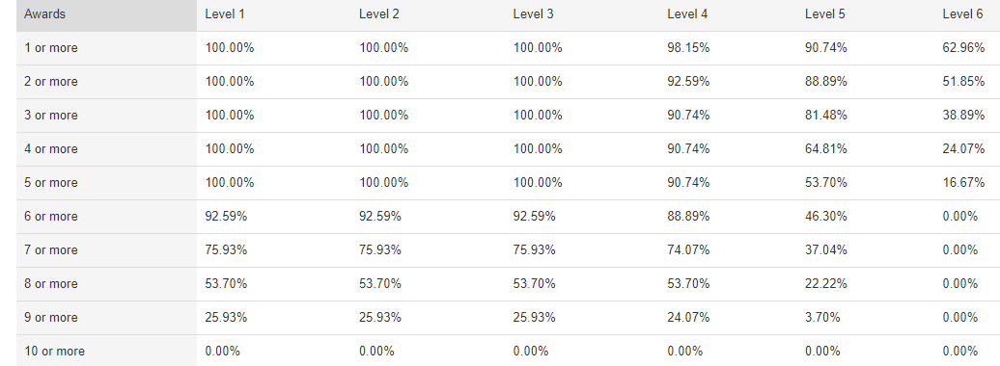 Awards Level 1 Level 2 Level 3 Level 4 Level 5 Level 6
1 or more 100.00% 100.00% 100.00% 98.15% 90.74% 62.96%
2 or more 100.00% 100.00% 100.00% 92.59% 88.89% 51.85%
3 or more 100.00% 100.00% 100.00% 90.74% 81.48% 38.89%
4 or more 100.00% 100.00% 100.00% 90.74% 64.81% 24.07%
5 or more 100.00% 100.00% 100.00% 90.74% 53.70% 16.67%
6 or more 92.59% 92.59% 92.59% 88.89% 46.30% 0.00%
7 or more 75.93% 75.93% 75.93% 74.07% 37.04% 0.00%
8 or more 53.70% 53.70% 53.70% 53.70% 22.22% 0.00%
9 or more 25.93% 25.93% 25.93% 24.07% 3.70% 0.00%
10 or more 0.00% 0.00% 0.00% 0.00% 0.00% 0.00%